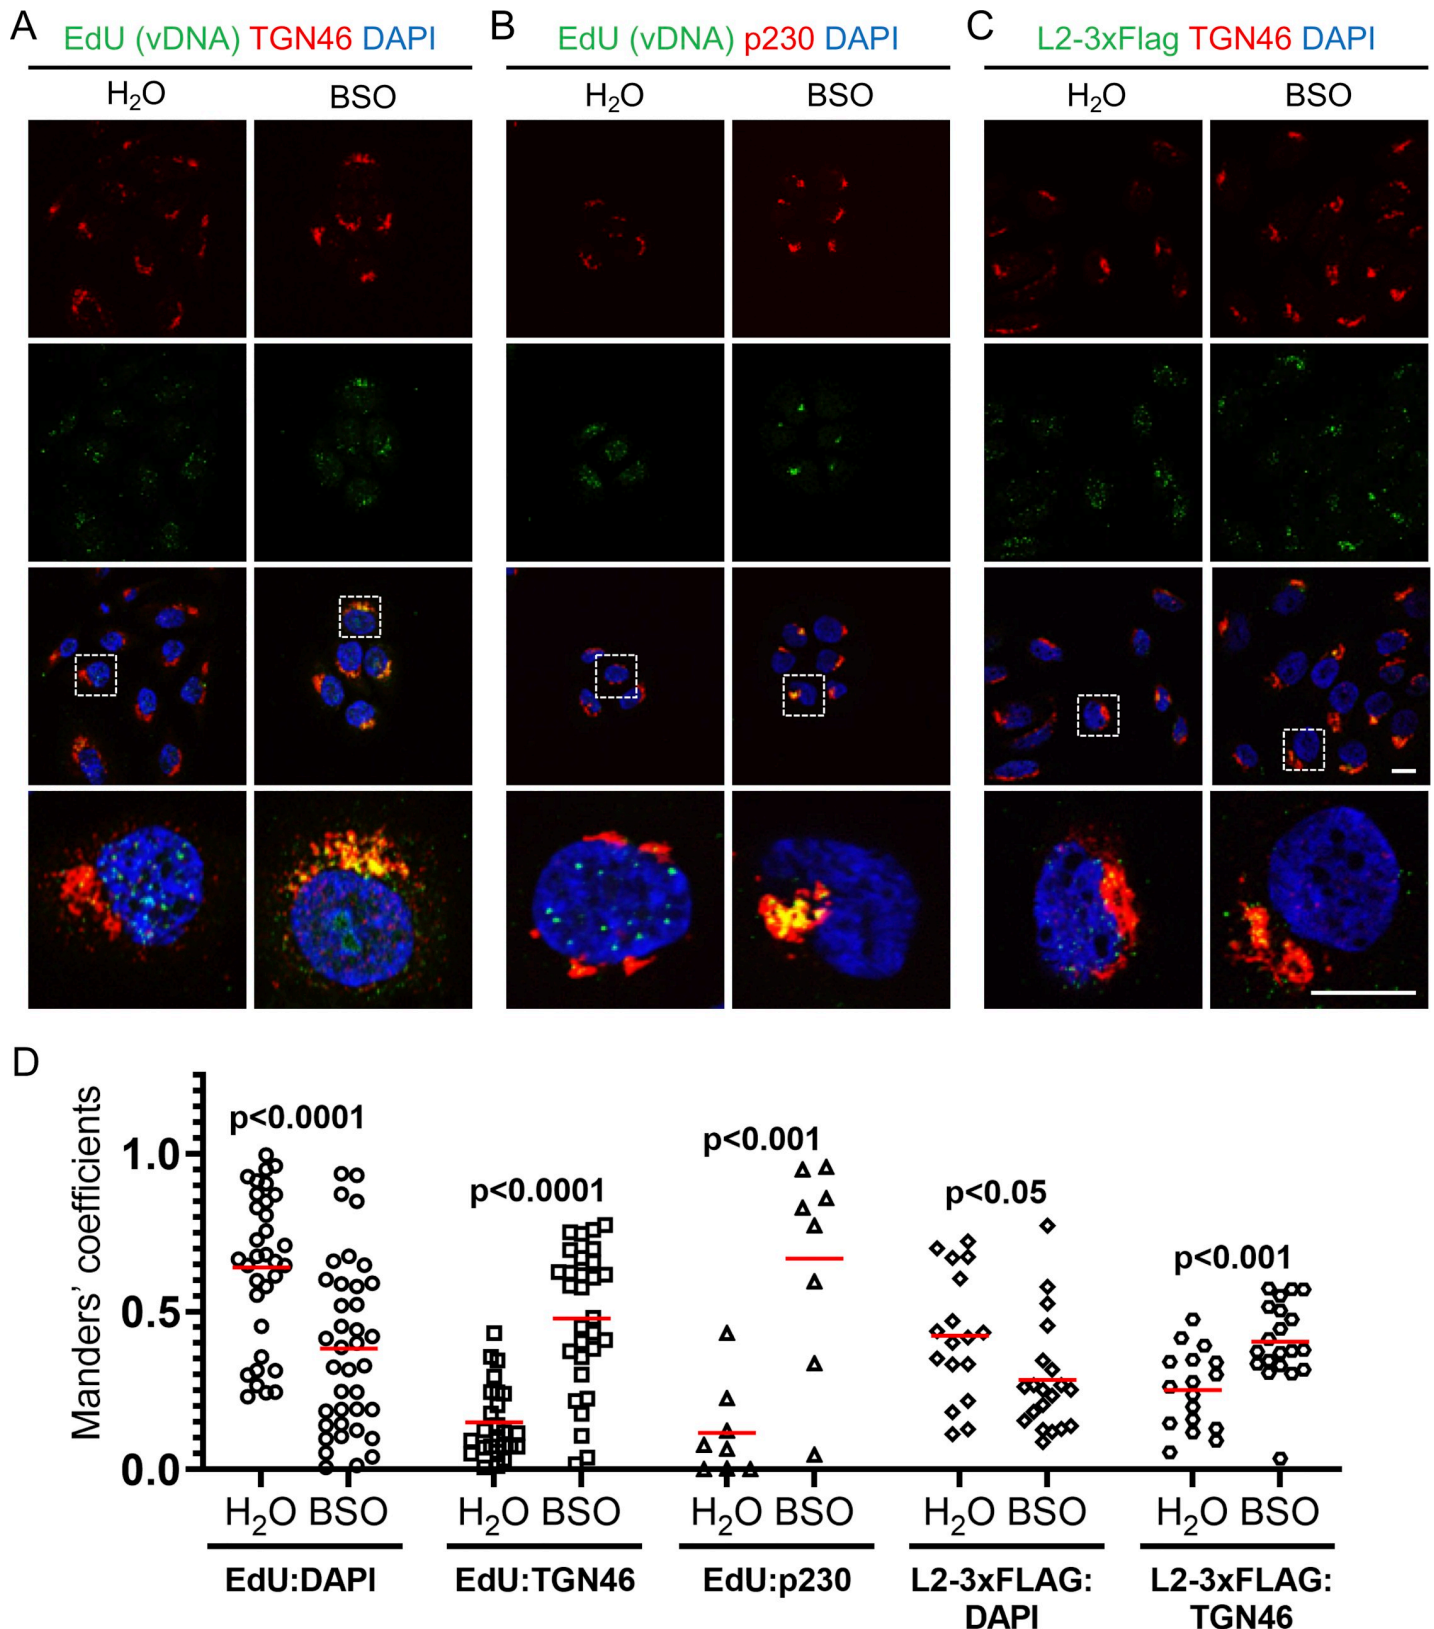 A EdU (vDNA) TGN46 DAPI
H₂O BSO
B EdU (vDNA) p230 DAPI
H₂O BSO
C L2-3xFlag TGN46 DAPI
H₂O BSO
D
Manders’ coefficients
1.0
0.5
0.0
p<0.0001
p<0.0001
p<0.001
p<0.05
p<0.001
H₂O BSO H₂O BSO H₂O BSO H₂O BSO H₂O BSO
EdU:DAPI
EdU:TGN46
EdU:p230
L2-3xFLAG:
DAPI
L2-3xFLAG:
TGN46